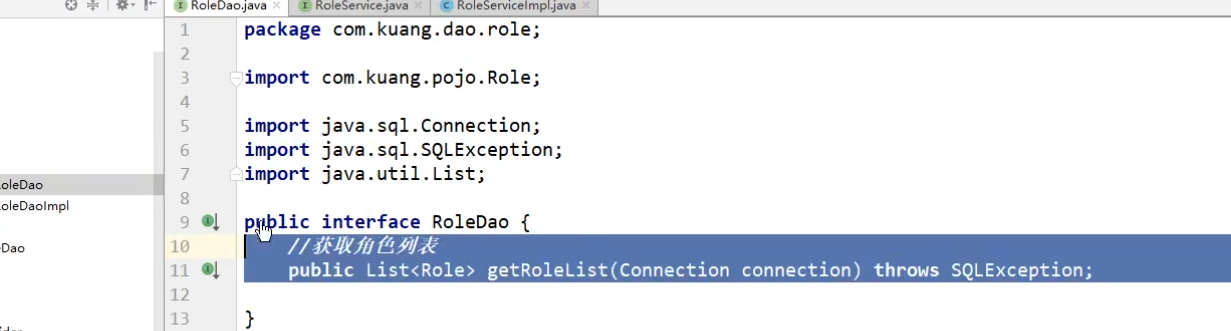 RoleDao.java RoleService.java RoleServiceImpl.java
1 package com.kuang.dao.role;
2
3 import com.kuang.pojo.Role;
4
5 import java.sql.Connection;
6 import java.sql.SQLException;
7 import java.util.List;
8
oleDao
9 public interface RoleDao {
oleDaoImpl
10 //获取角色列表
Dao
11 public List<Role> getRoleList(Connection connection) throws SQLException;
12
13 }